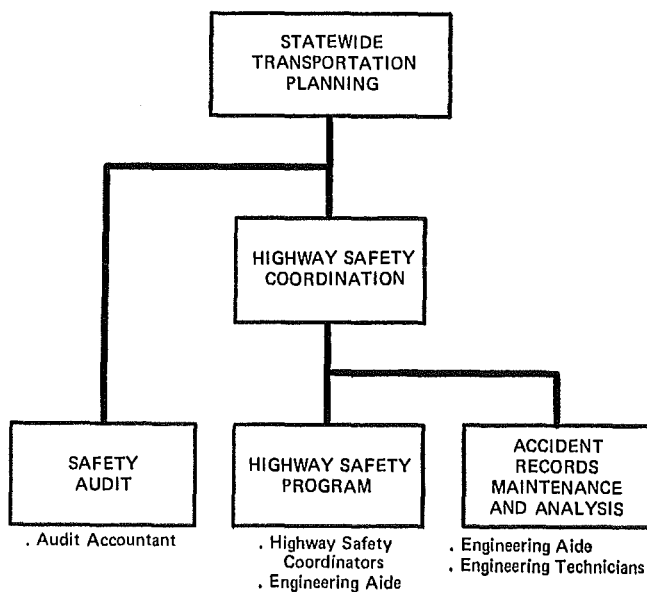 STATEWIDE
TRANSPORTATION
PLANNING
HIGHWAY SAFETY
COORDINATION
SAFETY
AUDIT
. Audit Accountant
HIGHWAY SAFETY
PROGRAM
. Highway Safety
Coordinators
. Engineering Aide
ACCIDENT
RECORDS
MAINTENANCE
AND ANALYSIS
. Engineering Aide
. Engineering Technicians